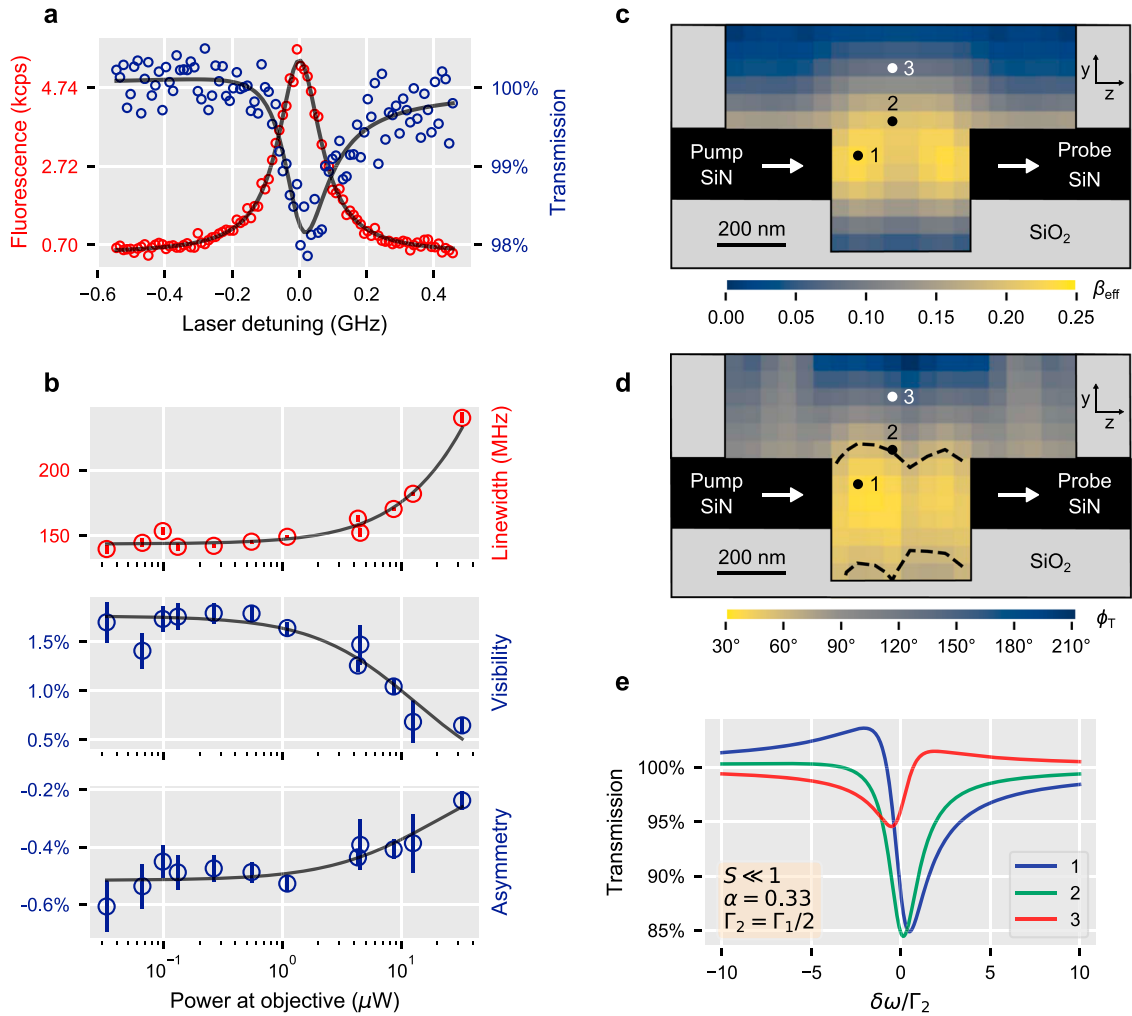 a
Fluorescence (kcps)
4.74
2.72
0.70
100%
99%
98%
Transmission
−0.6
−0.4
−0.2
0.0
0.2
0.4
Laser detuning (GHz)
b
200
150
Linewidth (MHz)
1.5%
1.0%
0.5%
Visibility
-0.2%
-0.4%
-0.6%
Asymmetry
10⁻¹
10⁰
10¹
Power at objective (μW)
c
3
2
1
y
z
Pump
SiN
Probe
SiN
200 nm
SiO₂
β_eff
0.00
0.05
0.10
0.15
0.20
0.25
d
3
2
1
y
z
Pump
SiN
Probe
SiN
200 nm
SiO₂
ϕ_T
30°
60°
90°
120°
150°
180°
210°
e
Transmission
100%
95%
90%
85%
S ≪ 1
α = 0.33
Γ₂ = Γ₁/2
1
2
3
−10
−5
0
5
10
δω/Γ₂